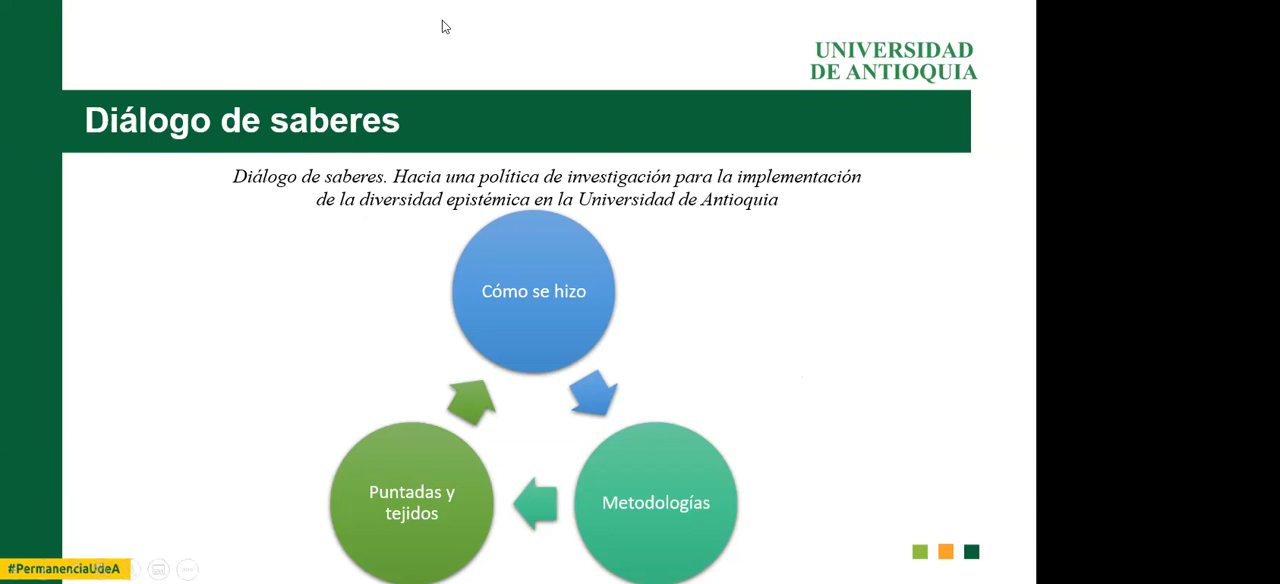 UNIVERSIDAD
DE ANTIOQUIA
Diálogo de saberes
Diálogo de saberes. Hacia una política de investigación para la implementación
de la diversidad epistémica en la Universidad de Antioquia
Cómo se hizo
Puntadas y
tejidos
Metodologías
#PermanenciaUdeA